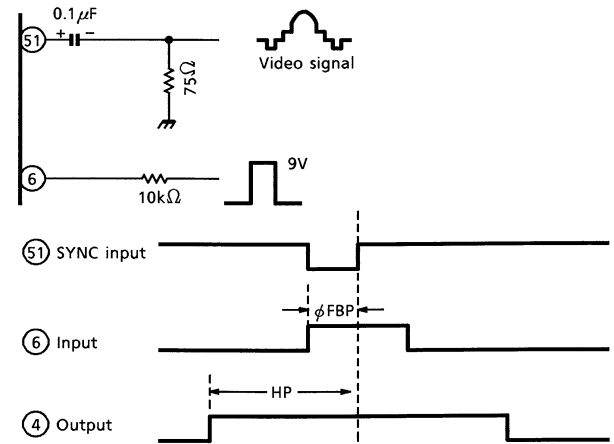 0.1μF
51 + −
Video signal
75Ω
6
9V
10kΩ
51 SYNC input
φFBP
6 Input
HP
4 Output